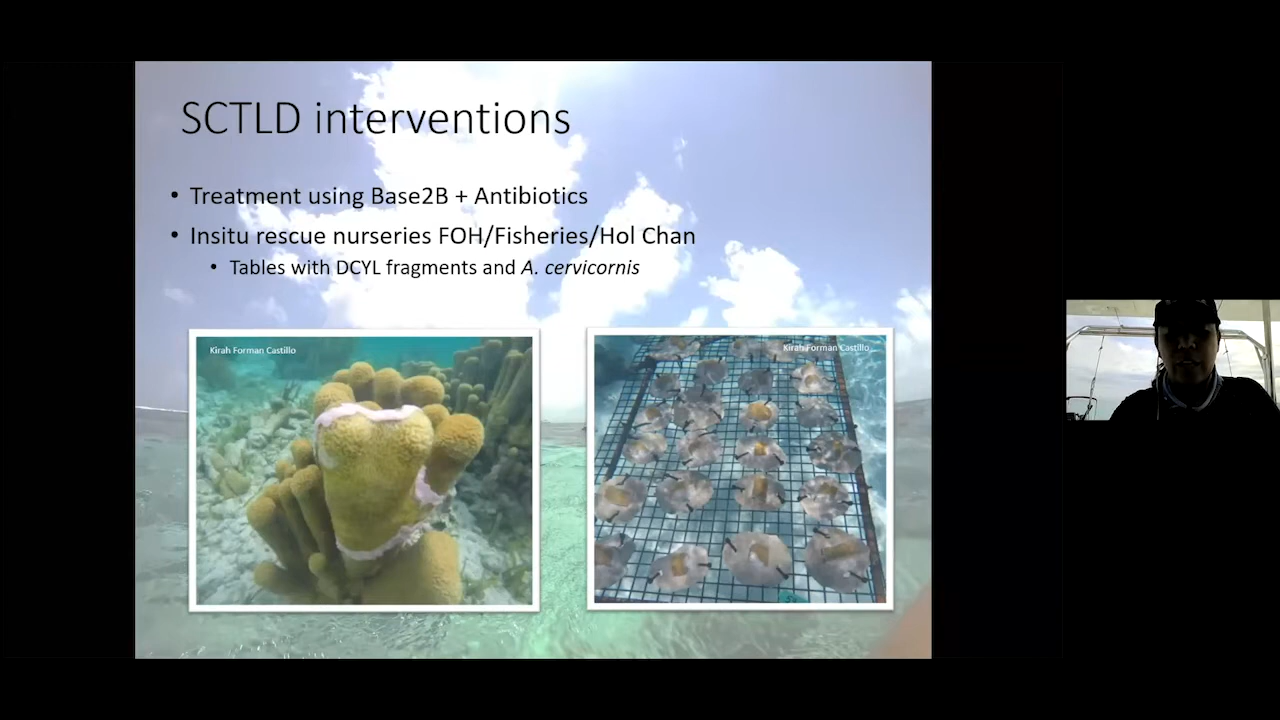 SCTLD interventions
• Treatment using Base2B + Antibiotics
• Insitu rescue nurseries FOH/Fisheries/Hol Chan
• Tables with DCYL fragments and A. cervicornis
Kirah Forman Castillo
Kirah Forman Castillo